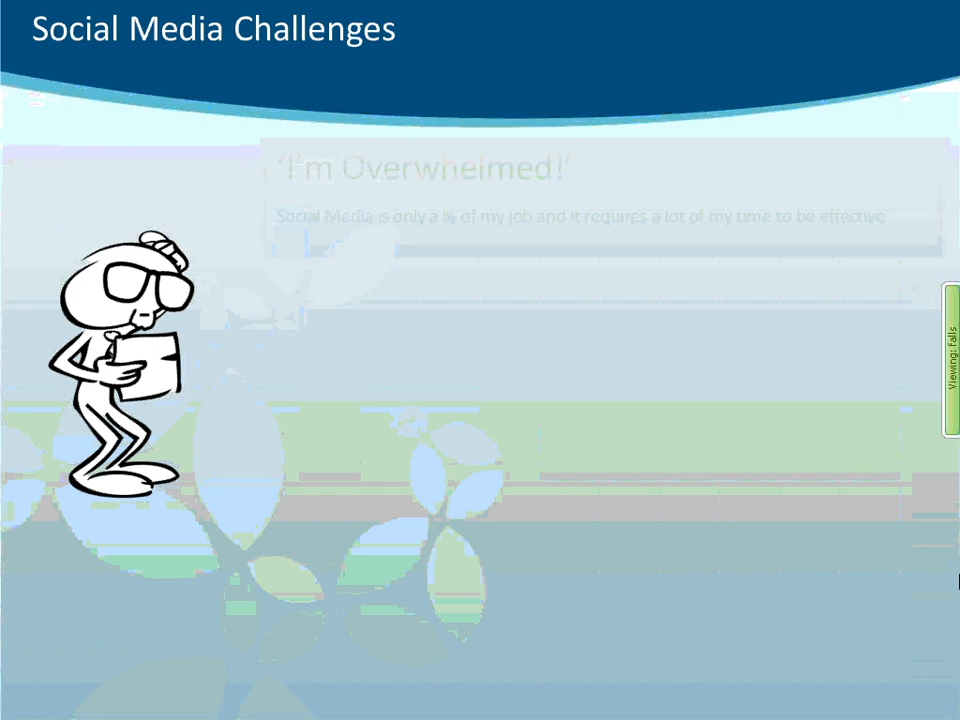 Social Media Challenges
‘I’m Overwhelmed!‘
Social Media is only a % of my job and it requires a lot of my time to be effective
Viewing: Falls